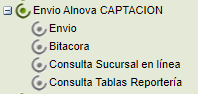 Envio Alnova CAPTACION
Envio
Bitacora
Consulta Sucursal en línea
Consulta Tablas Reportería